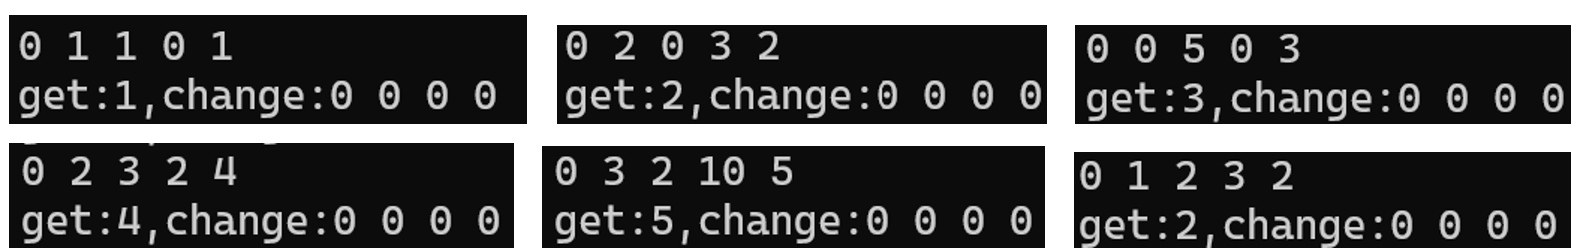 0 1 1 0 1
get:1,change:0 0 0 0
0 2 0 3 2
get:2,change:0 0 0 0
0 0 5 0 3
get:3,change:0 0 0 0
0 2 3 2 4
get:4,change:0 0 0 0
0 3 2 10 5
get:5,change:0 0 0 0
0 1 2 3 2
get:2,change:0 0 0 0